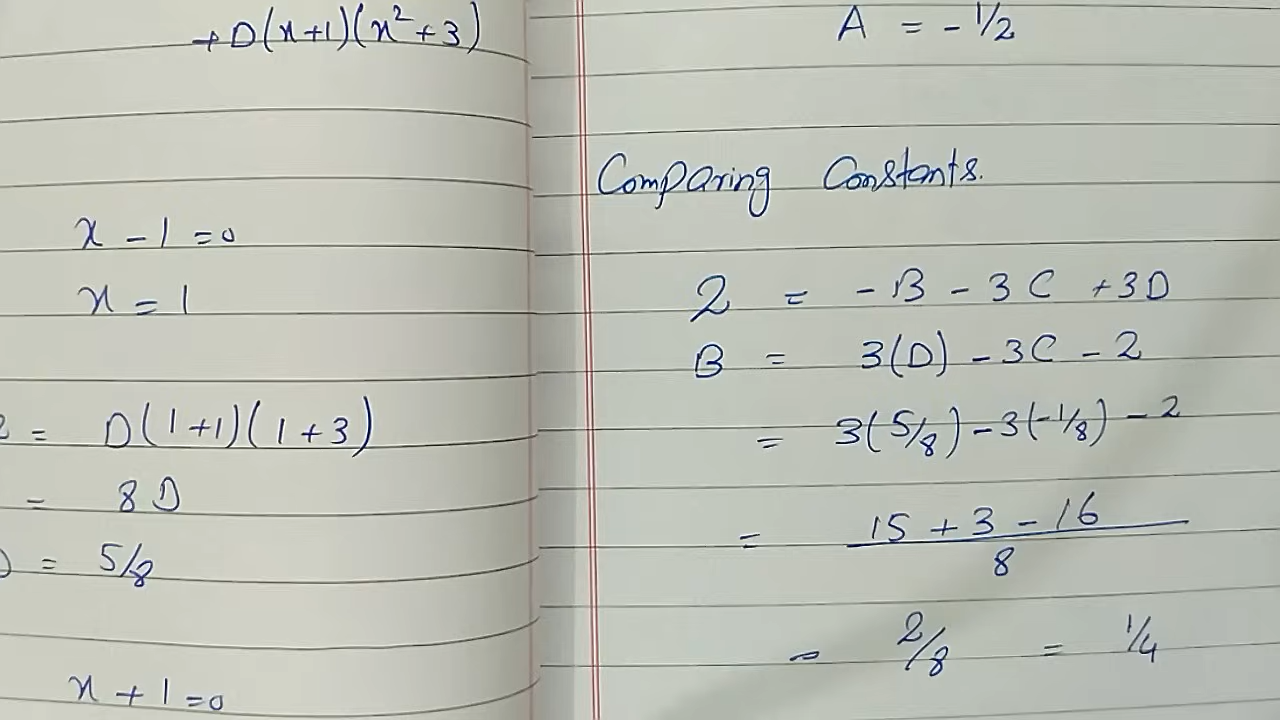 +D(x+1)(x²+3)
x - 1 = 0
x = 1
= D(1+1)(1+3)
= 8D
= 5/8
x + 1 = 0
A = -1/2
Comparing Constants.
2 = -B - 3C + 3D
B = 3(D) - 3C - 2
= 3(5/8) - 3(-1/8) - 2
= 15 + 3 - 16
8
= 2/8 = 1/4